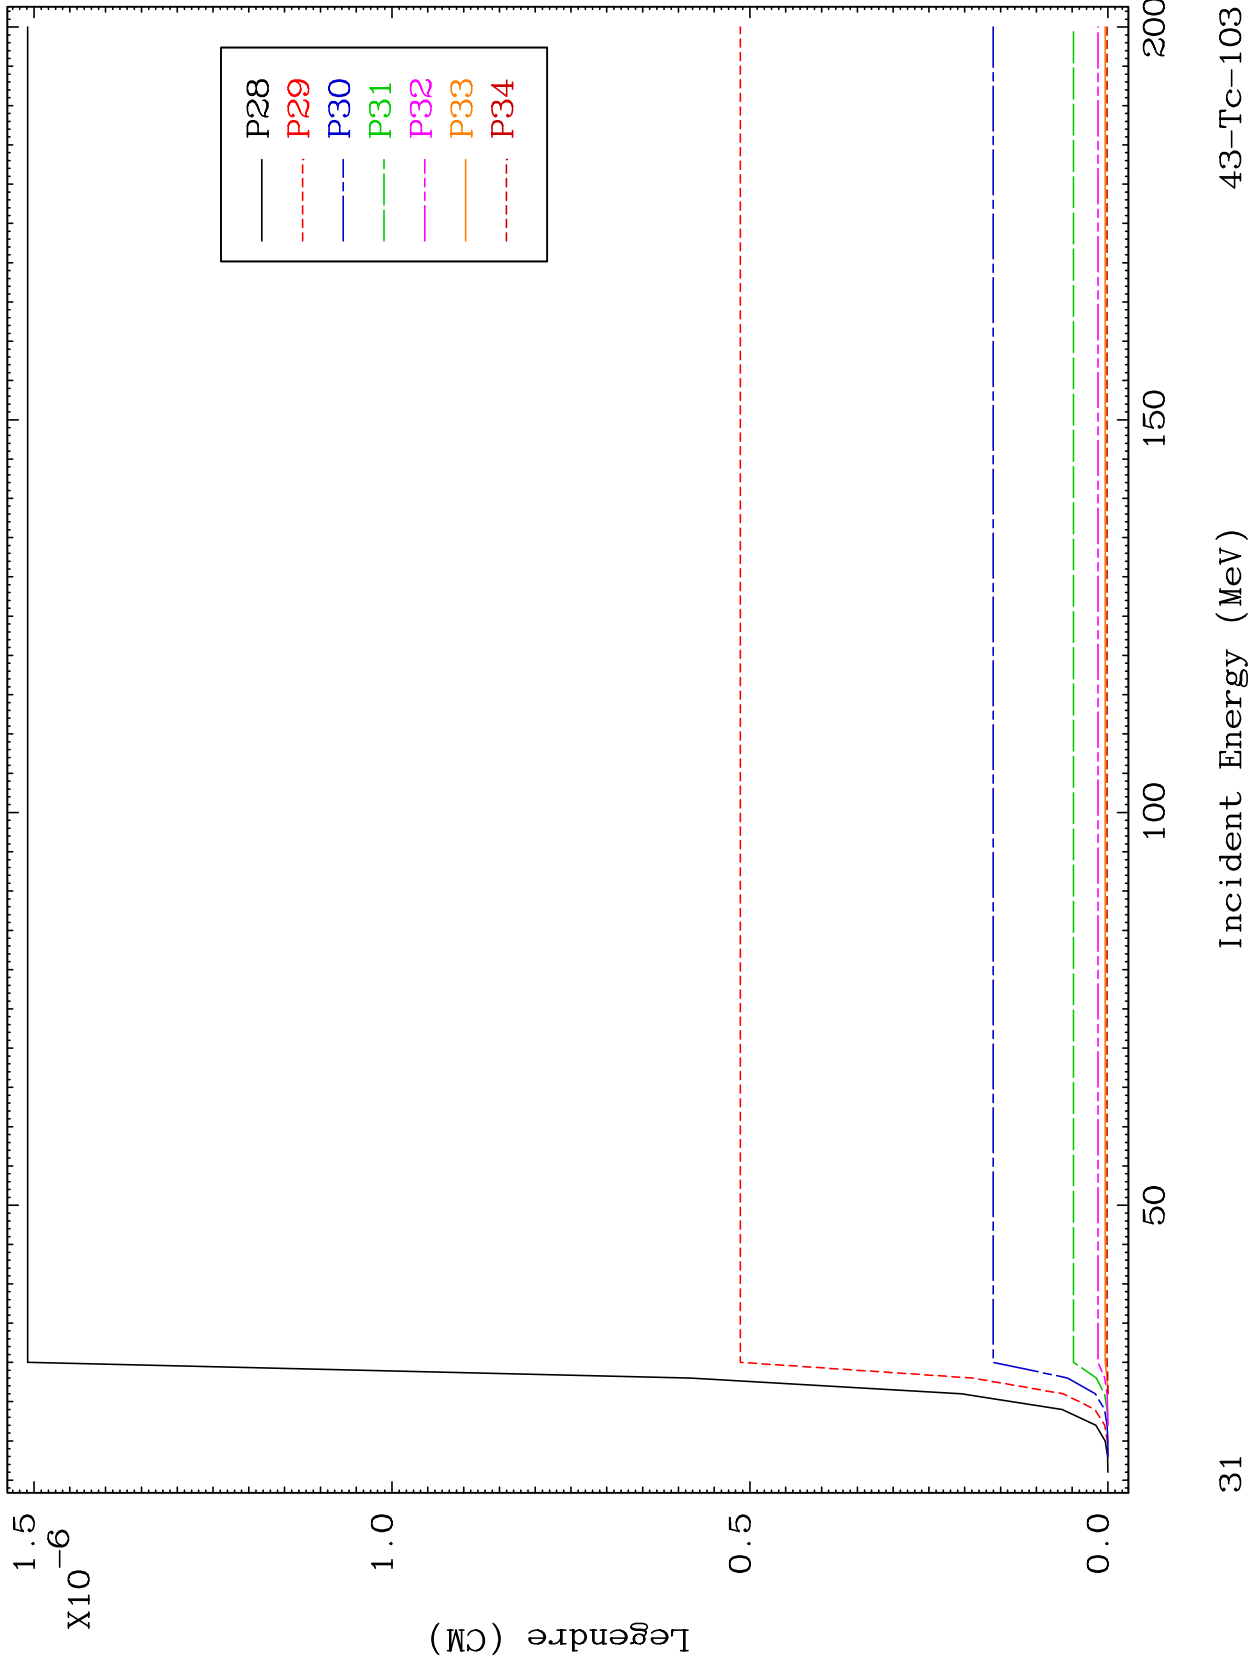 1.5
X10
-6
1.0
0.5
0.0
Legendre (CM)
P28
P29
P30
P31
P32
P33
P34
50
100
150
200
31
Incident Energy (MeV)
43-Tc-103